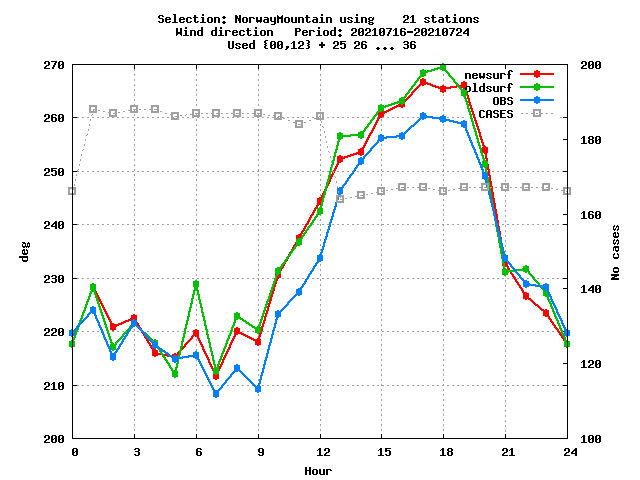 Selection: NorwayMountain using    21 stations
Wind direction   Period: 20210716-20210724
Used {00,12} + 25 26 ... 36
270
260
250
240
230
220
210
200
deg
200
180
160
140
120
100
No cases
newsurf
oldsurf
OBS
CASES
0 3 6 9 12 15 18 21 24
Hour